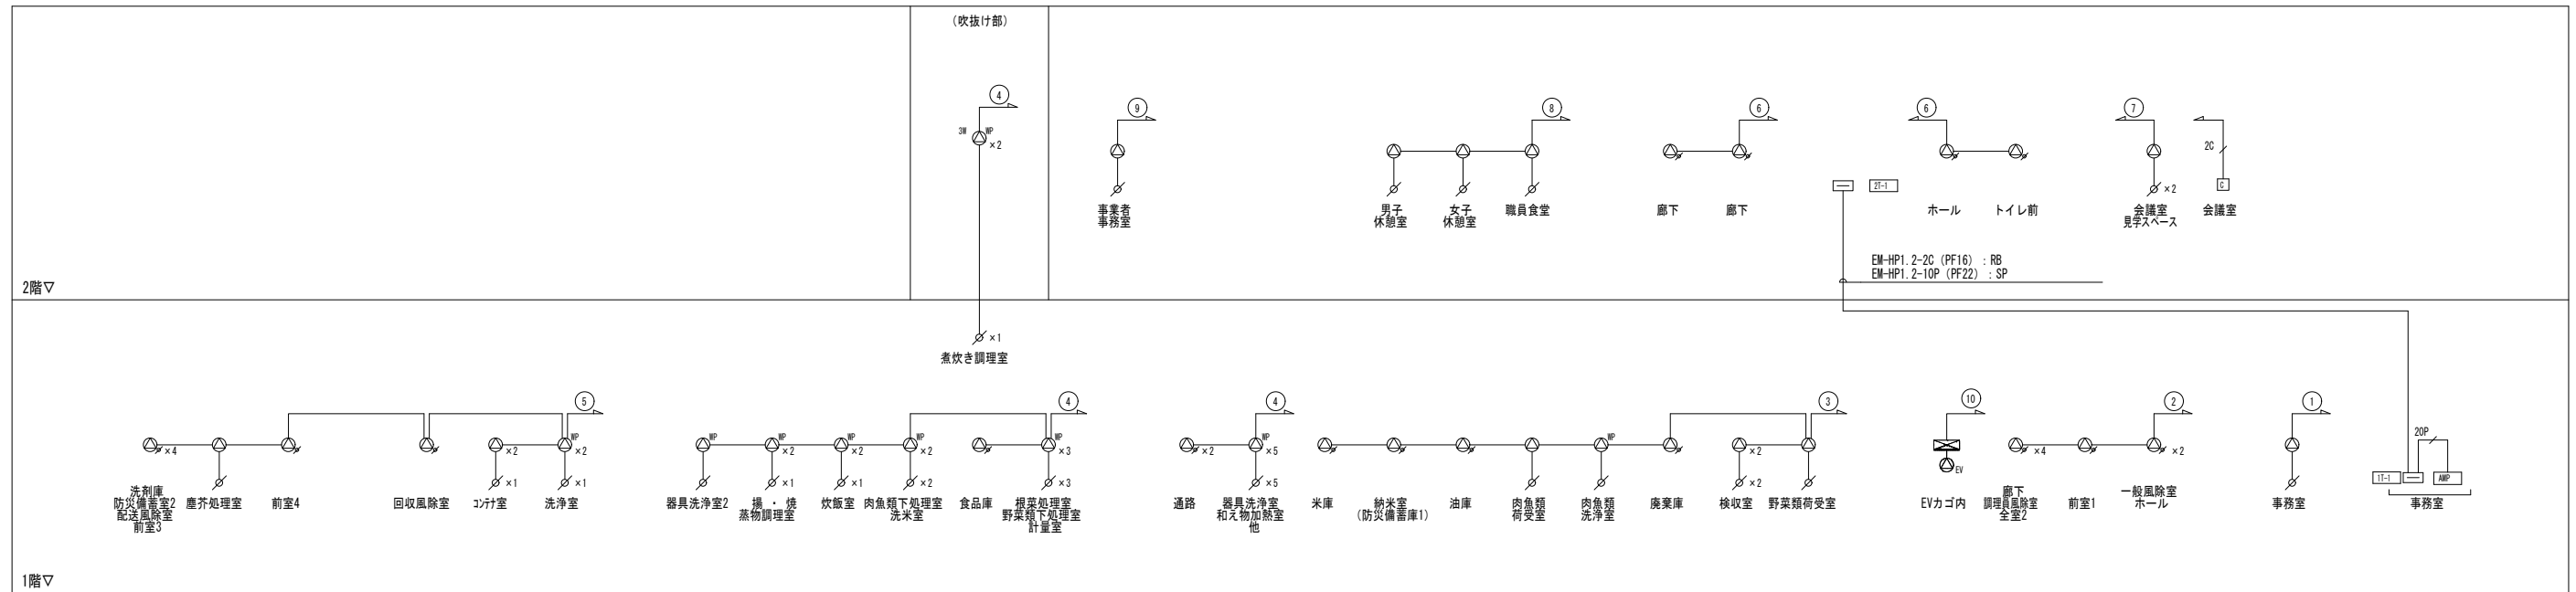 (吹抜け部)
4
3W
WP
×2
9
8
6
6
7
2C
C
×2
2T-1
事業者
事務室
男子
休憩室
女子
休憩室
職員食堂
廊下
廊下
ホール
トイレ前
会議室
見学スペース
会議室
EM-HP1.2-2C (PF16) : RB
EM-HP1.2-10P (PF22) : SP
2階▽
×1
煮炊き調理室
5
4
4
3
10
2
1
×4
×2
WP
×2
×1
×1
WP
WP
×2
×1
WP
×2
×1
WP
×2
×2
WP
×3
×3
×2
WP
×5
×5
WP
×2
×2
EV
×4
×2
20P
1T-1
AMP
洗剤庫
防災備蓄室2
配送風除室
前室3
塵芥処理室
前室4
回収風除室
コンテナ室
洗浄室
器具洗浄室2
揚・焼
蒸物調理室
炊飯室
肉魚類下処理室
洗米室
食品庫
根菜処理室
野菜類下処理室
計量室
通路
器具洗浄室
和え物加熱室
他
米庫
納米室
(防災備蓄庫1)
油庫
肉魚類
荷受室
肉魚類
洗浄室
廃棄庫
検収室
野菜類荷受室
EVカゴ内
廊下
調理員風除室
全室2
前室1
一般風除室
ホール
事務室
事務室
1階▽